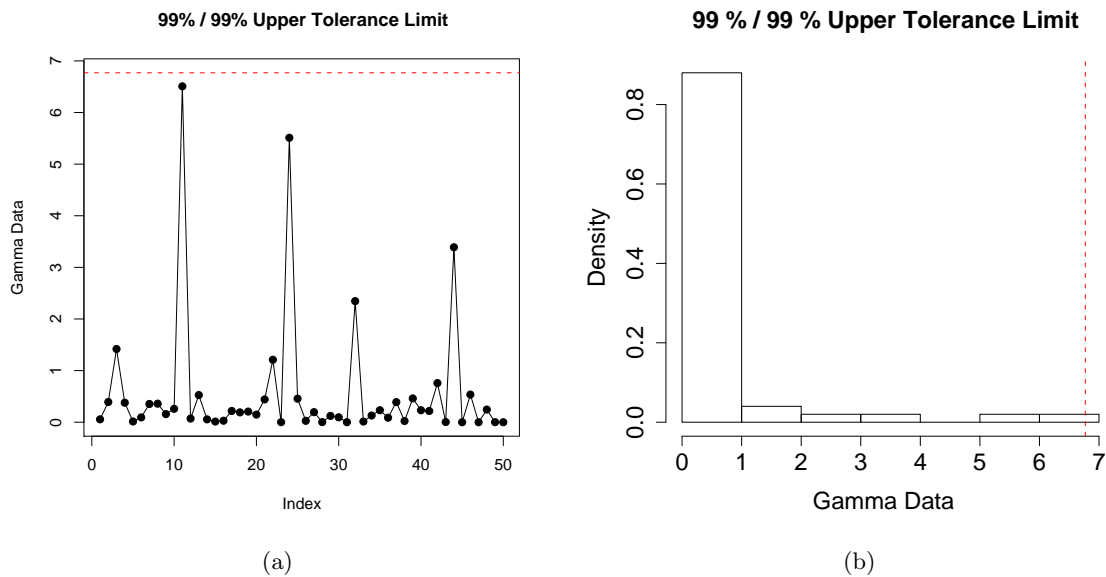 99% / 99% Upper Tolerance Limit
Gamma Data
7
6
5
4
3
2
1
0
0 10 20 30 40 50
Index
(a)
99 % / 99 % Upper Tolerance Limit
Density
0.8
0.6
0.4
0.2
0.0
0 1 2 3 4 5 6 7
Gamma Data
(b)